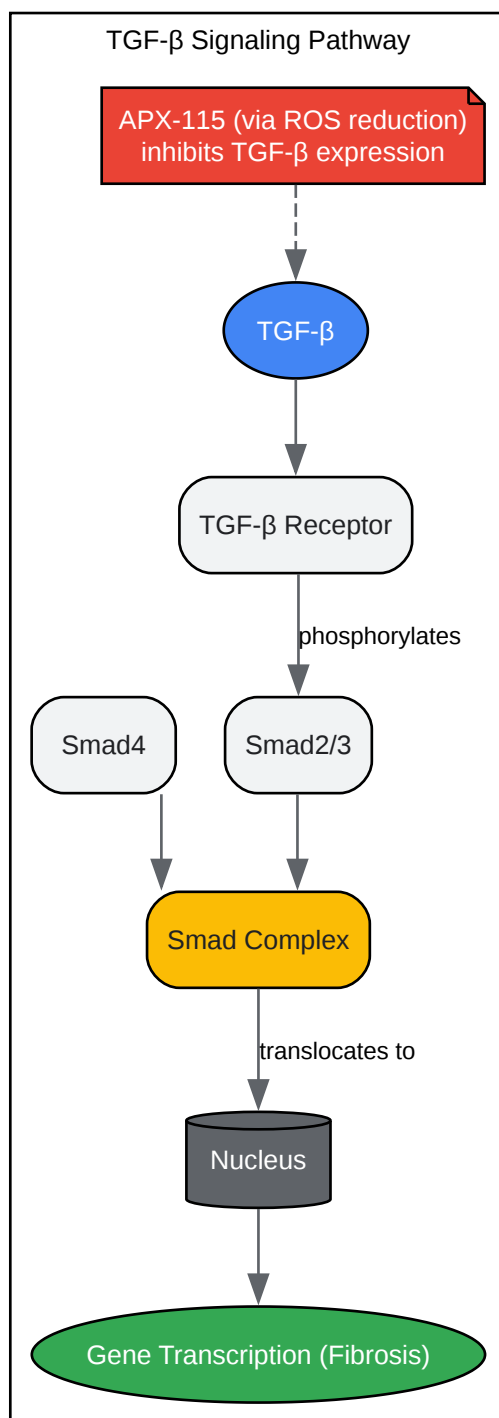 TGF-β Signaling Pathway
APX-115 (via ROS reduction)
inhibits TGF-β expression
TGF-β
TGF-β Receptor
phosphorylates
Smad4
Smad2/3
Smad Complex
translocates to
Nucleus
Gene Transcription (Fibrosis)